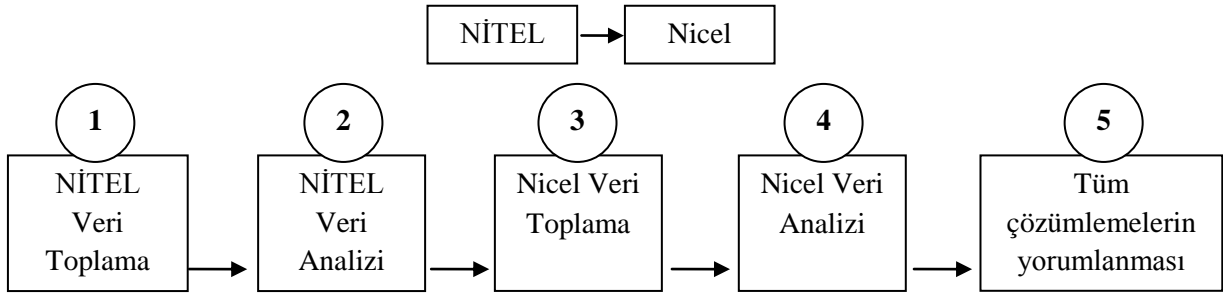 NİTEL Nicel
1 2 3 4 5
NİTEL
Veri
Toplama
NİTEL
Veri
Analizi
Nicel Veri
Toplama
Nicel Veri
Analizi
Tüm
çözümlemelerin
yorumlanması